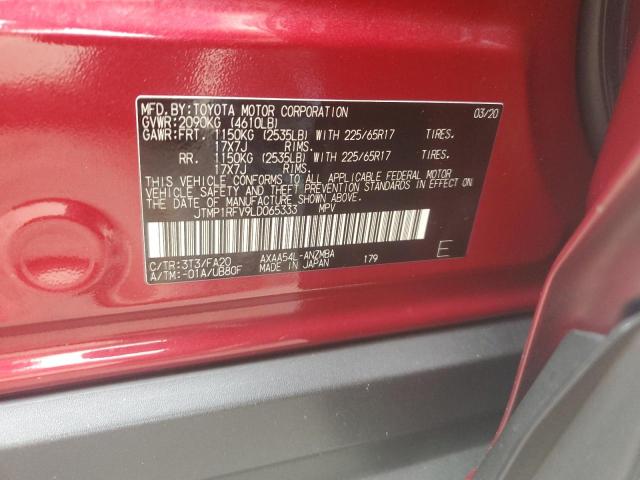 MFD.BY:TOYOTA MOTOR CORPORATION 03/20
GVWR:2090KG (4610LB)
GAWR:FRT. 1150KG (2535LB) WITH 225/65R17 TIRES.
17X7J RIMS.
RR. 1150KG (2535LB) WITH 225/65R17 TIRES.
17X7J RIMS.
THIS VEHICLE CONFORMS TO ALL APPLICABLE FEDERAL MOTOR
VEHICLE SAFETY AND THEFT PREVENTION STANDARDS IN EFFECT ON
THE DATE OF MANUFACTURE SHOWN ABOVE.
JTMP1RFV9LD065333 MPV
C/TR:3T3/FA20 AXAA54L-ANZMBA E
A/TM:-01A/UB80F MADE IN JAPAN 179